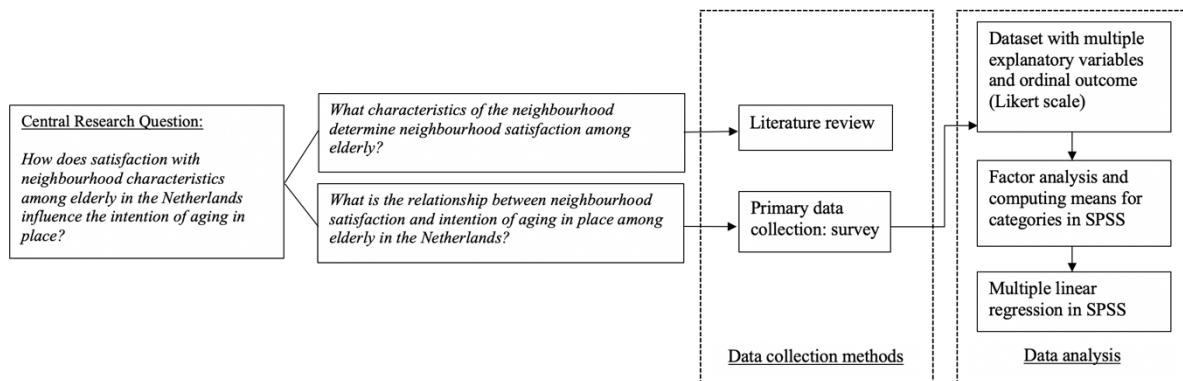 Central Research Question:
How does satisfaction with
neighbourhood characteristics
among elderly in the Netherlands
influence the intention of aging in
place?
What characteristics of the neighbourhood
determine neighbourhood satisfaction among
elderly?
What is the relationship between neighbourhood
satisfaction and intention of aging in place among
elderly in the Netherlands?
Literature review
Primary data
collection: survey
Data collection methods
Dataset with multiple
explanatory variables
and ordinal outcome
(Likert scale)
Factor analysis and
computing means for
categories in SPSS
Multiple linear
regression in SPSS
Data analysis